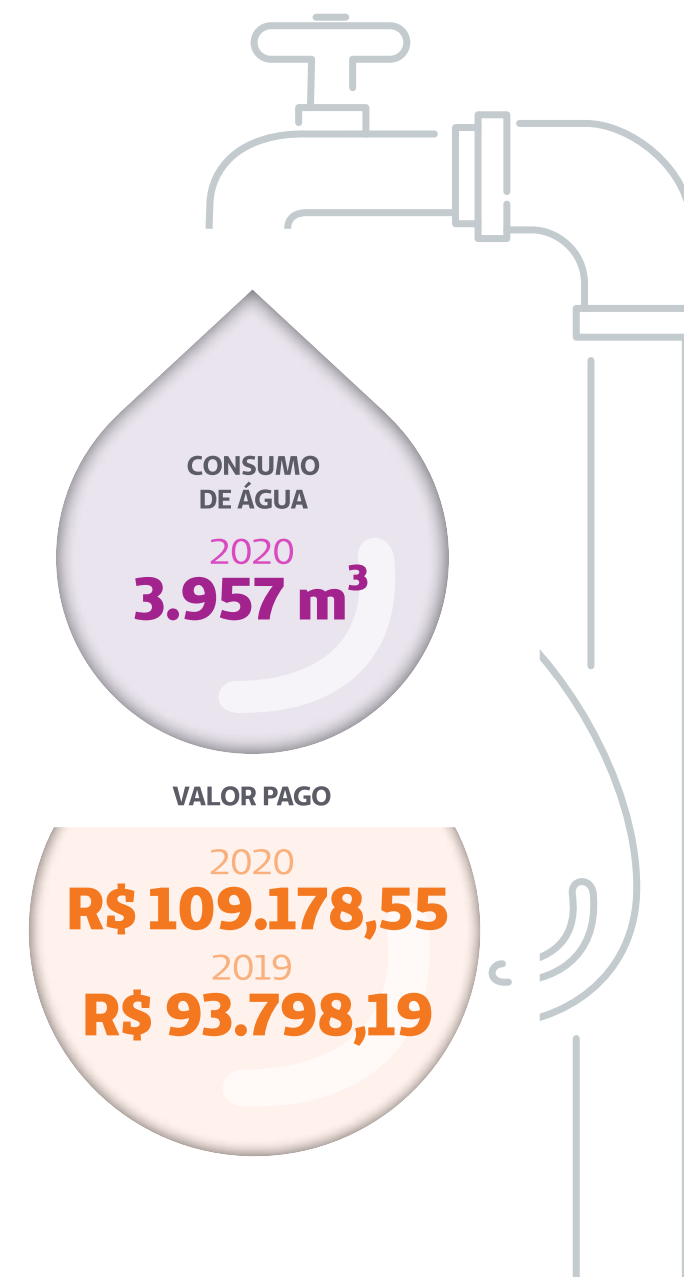 CONSUMO
DE ÁGUA
2020
3.957 m³
VALOR PAGO
2020
R$ 109.178,55
2019
R$ 93.798,19